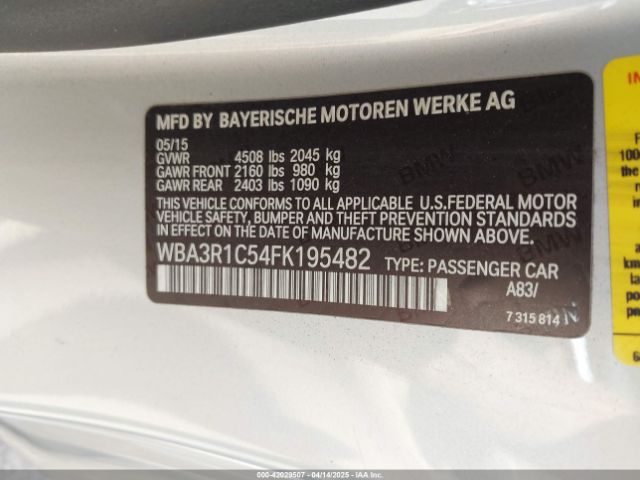 MFD BY BAYERISCHE MOTOREN WERKE AG
05/15
GVWR 4508 lbs 2045 kg
GAWR FRONT 2160 lbs 980 kg
GAWR REAR 2403 lbs 1090 kg
THIS VEHICLE CONFORMS TO ALL APPLICABLE U.S.FEDERAL MOTOR
VEHICLE SAFETY, BUMPER AND THEFT PREVENTION STANDARDS
IN EFFECT ON THE DATE OF MANUFACTURE SHOWN ABOVE.
WBA3R1C54FK195482 TYPE: PASSENGER CAR
A83/
7 315 814 N
000-42029507 - 04/14/2025 - IAAI.COM